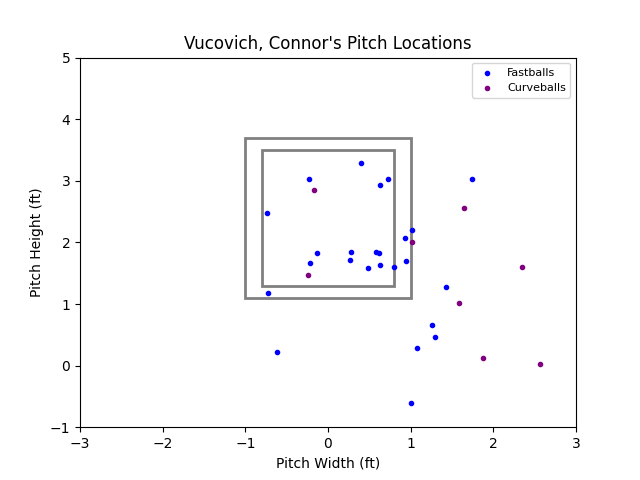 Vucovich, Connor's Pitch Locations
Fastballs
Curveballs
Pitch Height (ft)
5
4
3
2
1
0
−1
−3
−2
−1
0
1
2
3
Pitch Width (ft)